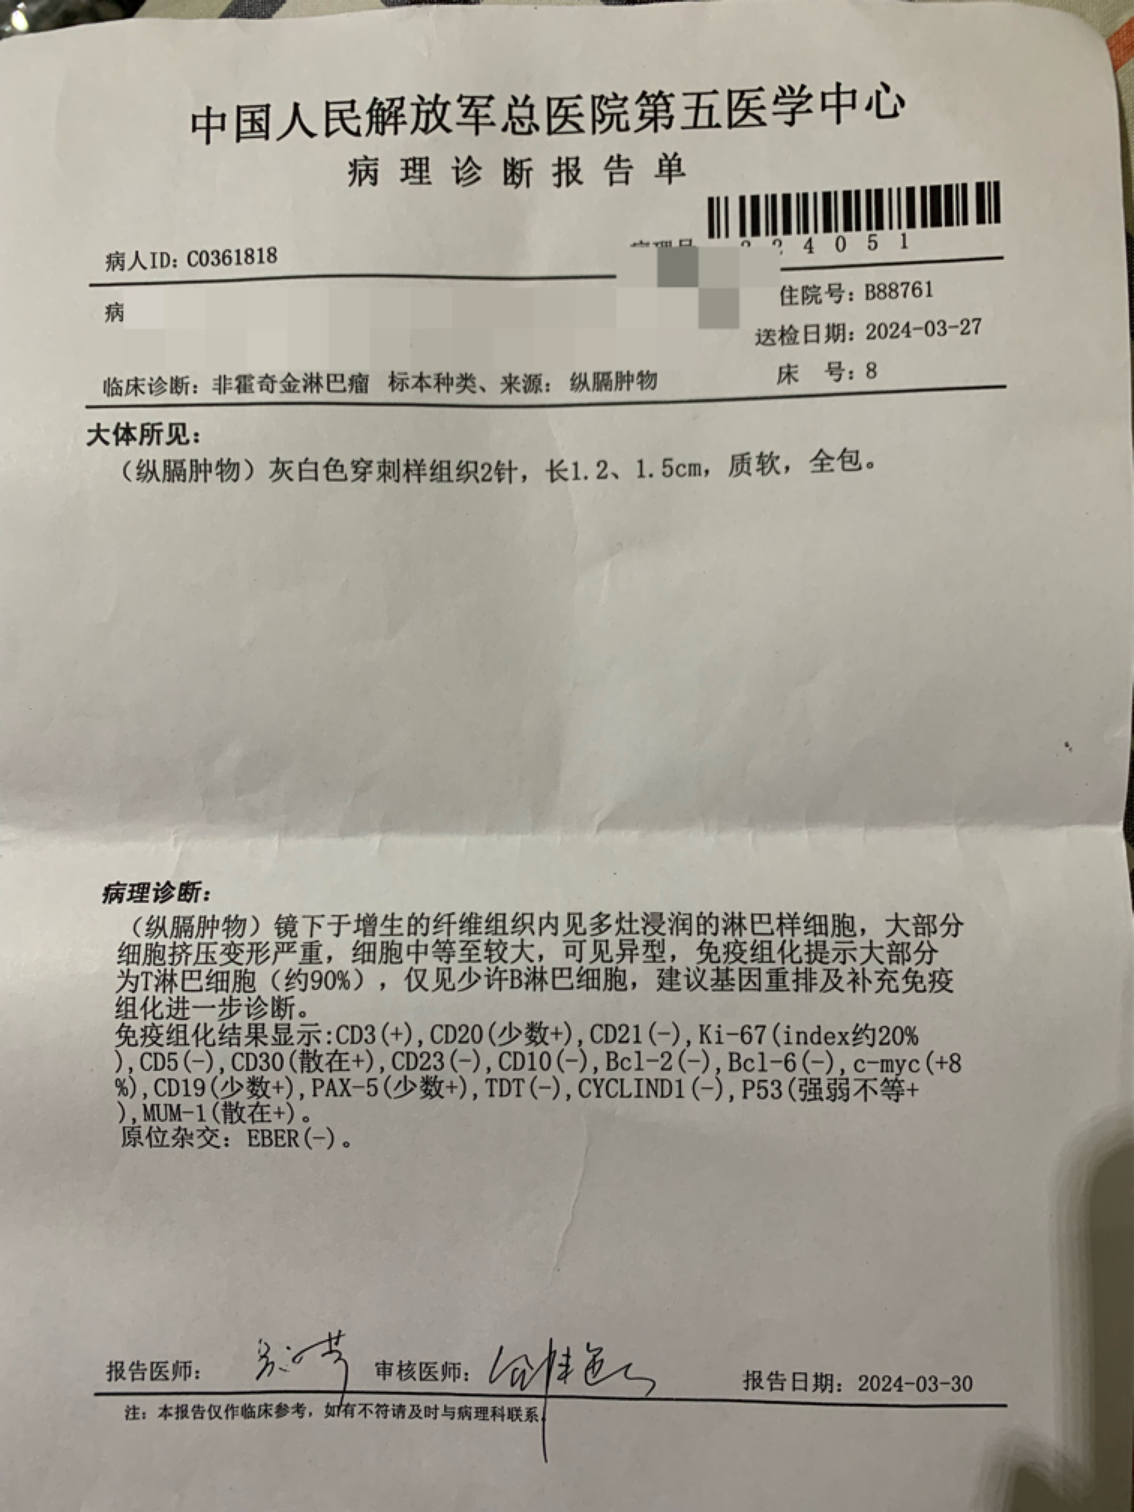 中国人民解放军总医院第五医学中心
病理诊断报告单
病人ID: C0361818
224051
病
住院号: B88761
送检日期: 2024-03-27
临床诊断: 非霍奇金淋巴瘤 标本种类、来源: 纵膈肿物
床 号: 8
大体所见:
（纵膈肿物）灰白色穿刺样组织2针，长1.2、1.5cm，质软，全包。
病理诊断:
（纵膈肿物）镜下于增生的纤维组织内见多灶浸润的淋巴样细胞，大部分
细胞挤压变形严重，细胞中等至较大，可见异型，免疫组化提示大部分
为T淋巴细胞（约90%），仅见少许B淋巴细胞，建议基因重排及补充免疫
组化进一步诊断。
免疫组化结果显示:CD3(+),CD20(少数+),CD21(-),Ki-67(index约20%
),CD5(-),CD30(散在+),CD23(-),CD10(-),Bcl-2(-),Bcl-6(-),c-myc(+8
%),CD19(少数+),PAX-5(少数+),TDT(-),CYCLIND1(-),P53(强弱不等+
),MUM-1(散在+)。
原位杂交: EBER(-)。
报告医师: 审核医师: 报告日期: 2024-03-30
注: 本报告仅作临床参考，如有不符请及时与病理科联系